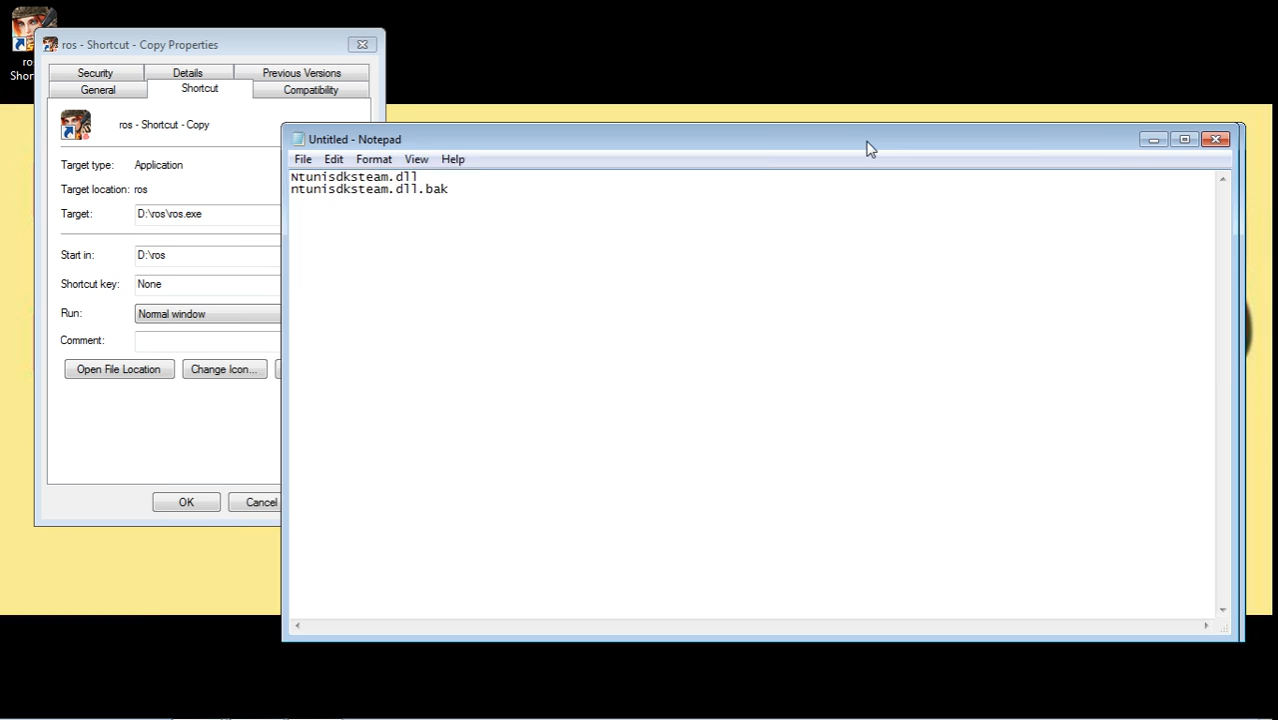 ros
Shor
ros - Shortcut - Copy Properties
Security
Details
Previous Versions
General
Shortcut
Compatibility
ros - Shortcut - Copy
Target type:
Application
Target location:
ros
Target:
D:\ros\ros.exe
Start in:
D:\ros
Shortcut key:
None
Run:
Normal window
Comment:
Open File Location
Change Icon...
OK
Cancel
Untitled - Notepad
File Edit Format View Help
Ntunisdksteam.dll
ntunisdksteam.dll.bak